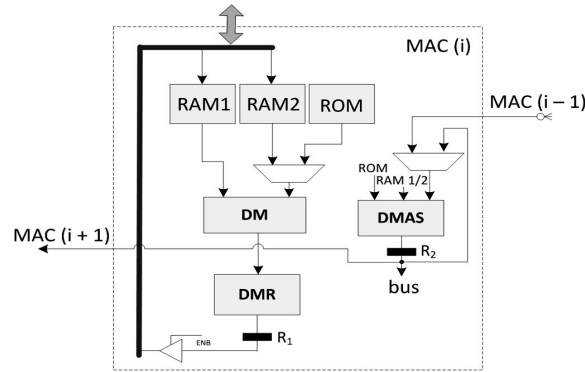 MAC (i)
RAM1 RAM2 ROM
MAC (i – 1)
ROM
RAM 1/2
DM
DMAS
MAC (i + 1)
R2
bus
DMR
ENB
R1